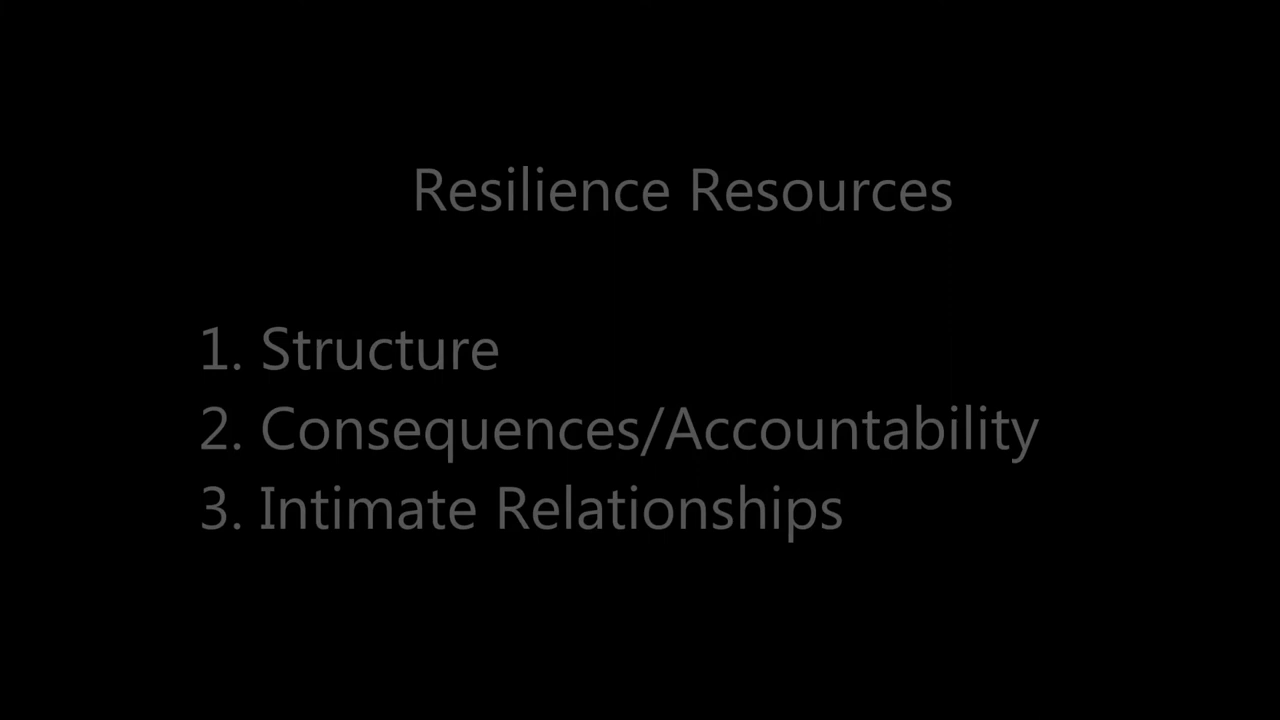 Resilience Resources
1. Structure
2. Consequences/Accountability
3. Intimate Relationships